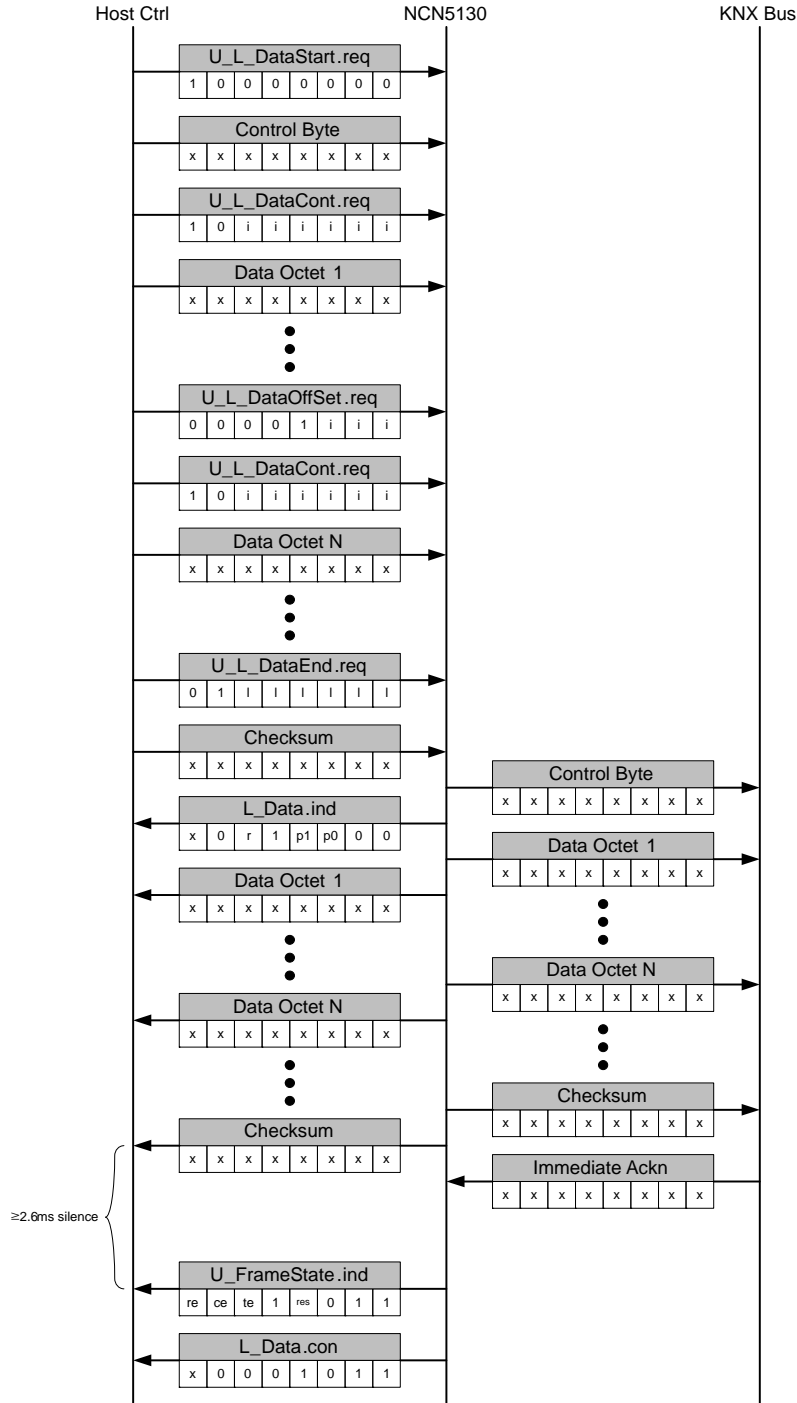 Host Ctrl NCN5130 KNX Bus
U_L_DataStart.req
1 0 0 0 0 0 0 0
Control Byte
x x x x x x x x
U_L_DataCont.req
1 0 i i i i i i
Data Octet 1
x x x x x x x x
U_L_DataOffSet.req
0 0 0 0 1 i i i
U_L_DataCont.req
1 0 i i i i i i
Data Octet N
x x x x x x x x
U_L_DataEnd.req
0 1 l l l l l l
Checksum
x x x x x x x x
Control Byte
x x x x x x x x
L_Data.ind
x 0 r 1 p1 p0 0 0
Data Octet 1
x x x x x x x x
Data Octet 1
x x x x x x x x
Data Octet N
x x x x x x x x
Data Octet N
x x x x x x x x
Checksum
x x x x x x x x
Checksum
x x x x x x x x
Immediate Ackn
x x x x x x x x
≥2.6ms silence
U_FrameState.ind
re ce te 1 res 0 1 1
L_Data.con
x 0 0 0 1 0 1 1